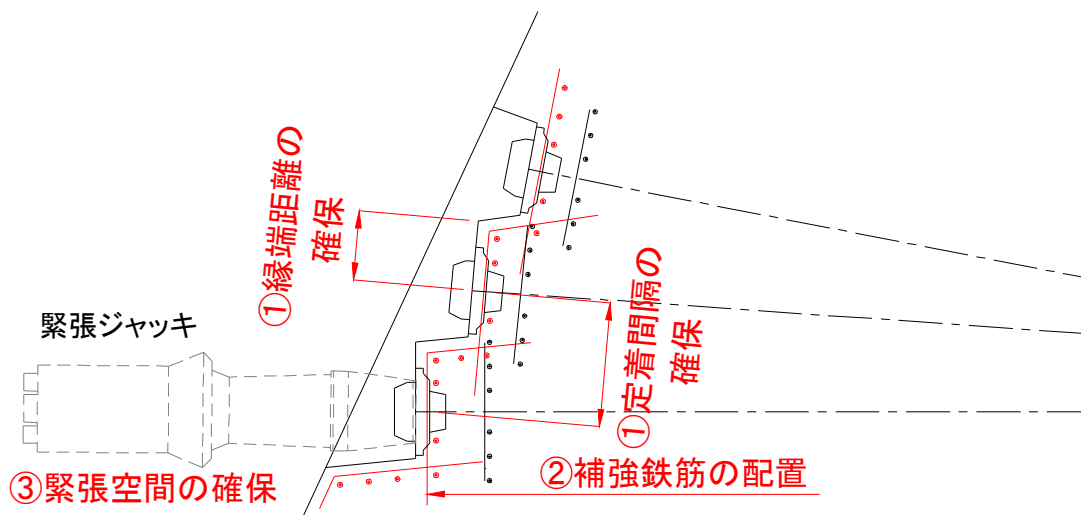 ①縁端距離の
確保
緊張ジャッキ
①定着間隔の
確保
②補強鉄筋の配置
③緊張空間の確保